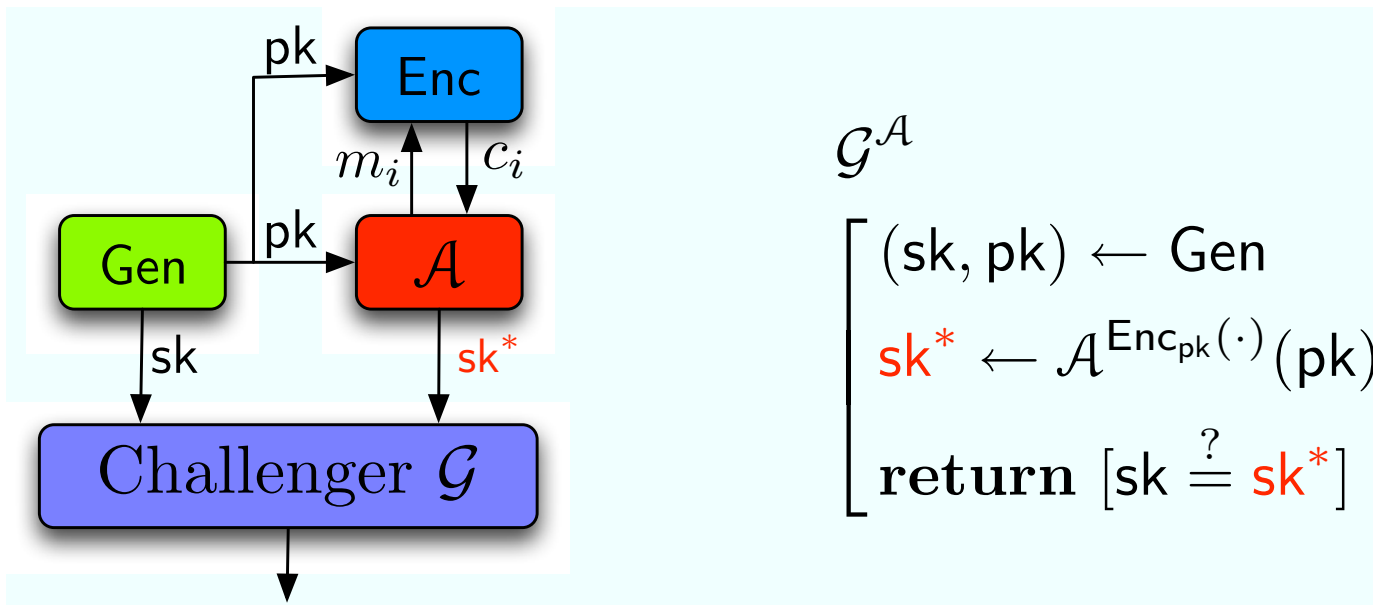 pk
Enc
m_i
c_i
pk
Gen
𝒜
sk
sk*
Challenger 𝒢
𝒢^𝒜
(sk, pk) ← Gen
sk* ← 𝒜^{Enc_pk(·)}(pk)
return [sk ≟ sk*]